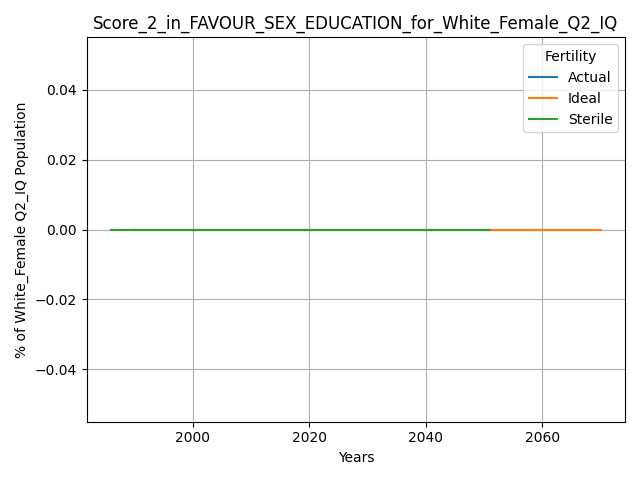 Score_2_in_FAVOUR_SEX_EDUCATION_for_White_Female_Q2_IQ
Fertility
Actual
Ideal
Sterile
% of White_Female Q2_IQ Population
0.04
0.02
0.00
−0.02
−0.04
2000 2020 2040 2060
Years